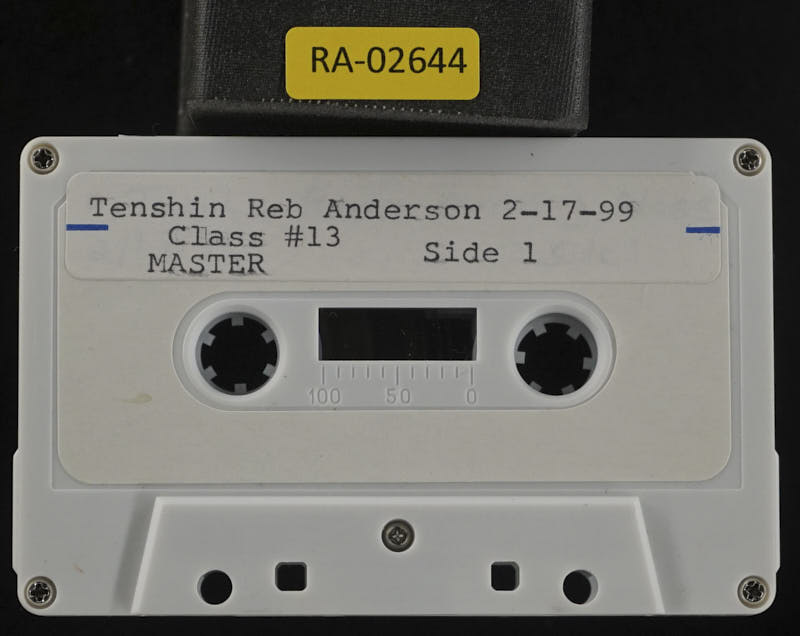 RA-02644
Tenshin Reb Anderson 2-17-99
Class #13
MASTER Side 1
100 50 0